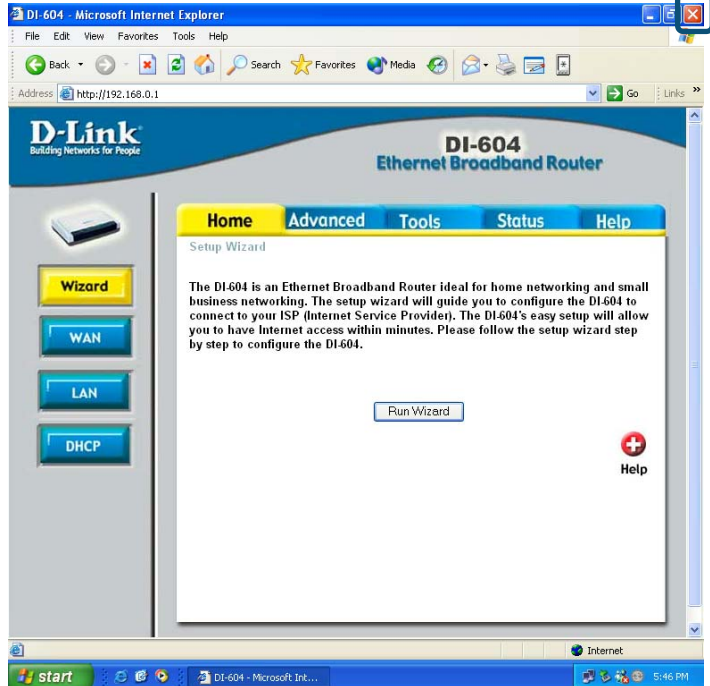 DI-604 - Microsoft Internet Explorer
File Edit View Favorites Tools Help
Back Search Favorites Media
Address http://192.168.0.1 Go Links »
D-Link
Building Networks for People
DI-604
Ethernet Broadband Router
Home Advanced Tools Status Help
Setup Wizard
Wizard
WAN
LAN
DHCP
The DI-604 is an Ethernet Broadband Router ideal for home networking and small
business networking. The setup wizard will guide you to configure the DI-604 to
connect to your ISP (Internet Service Provider). The DI-604's easy setup will allow
you to have Internet access within minutes. Please follow the setup wizard step
by step to configure the DI-604.
Run Wizard
Help
Internet
start DI-604 - Microsoft Int... 5:46 PM